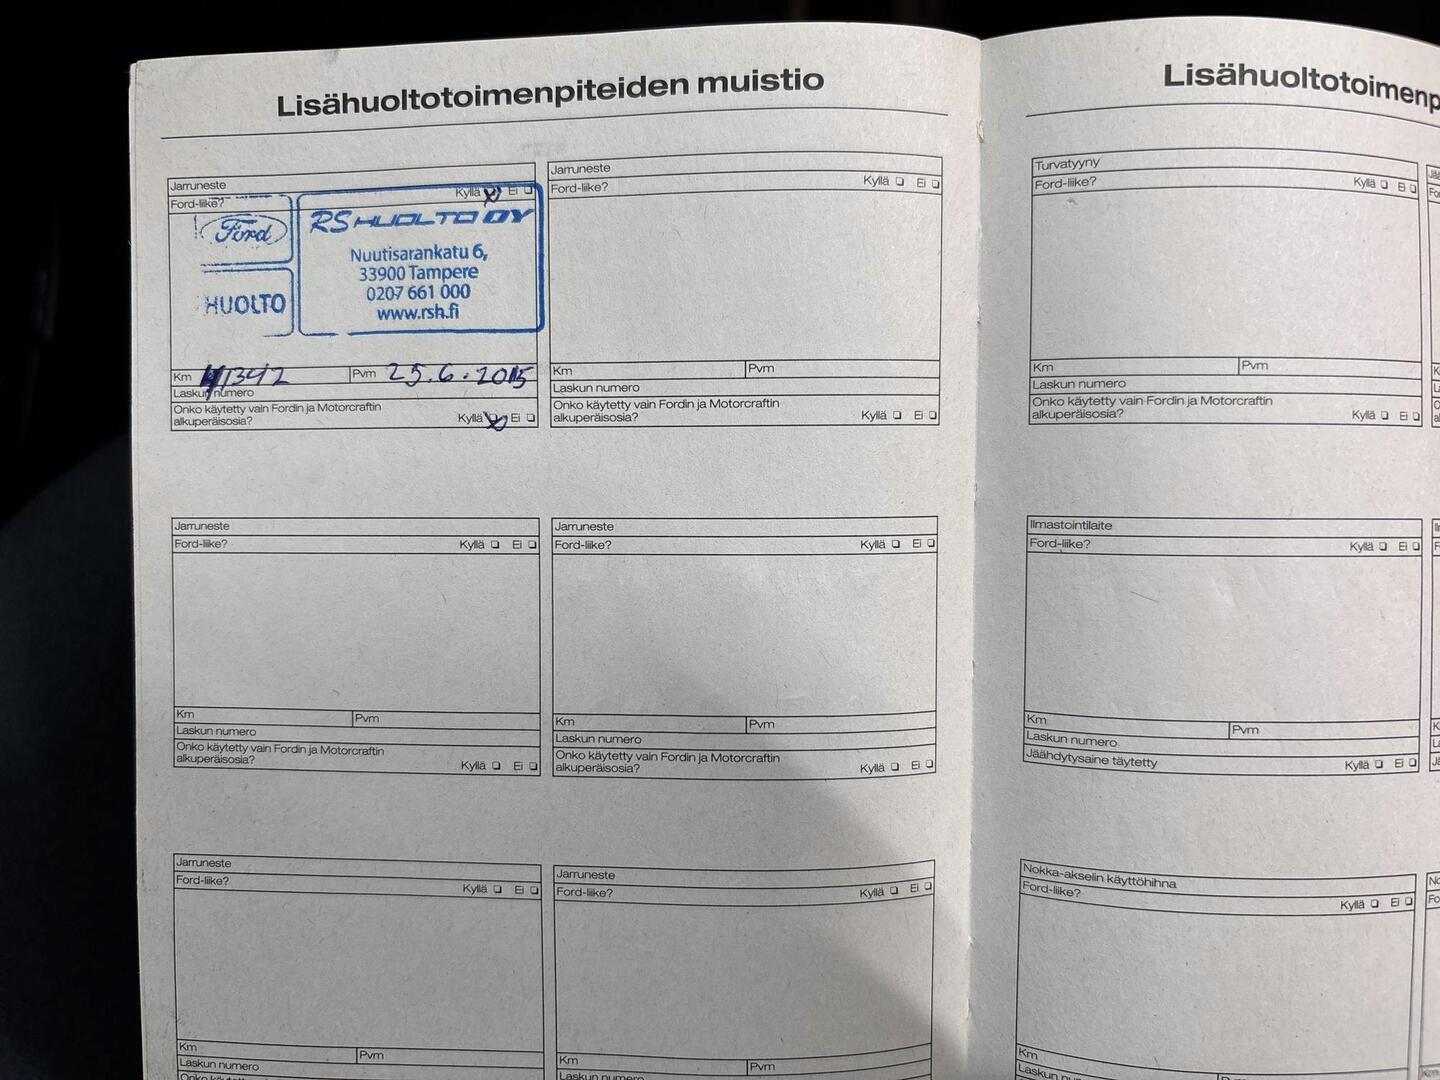 Lisähuoltotoimenpiteiden muistio
Jarruneste
Ford-liike? Kyllä Ei
Ford
HUOLTO
RS HUOLTO OY
Nuutisarankatu 6,
33900 Tampere
0207 661 000
www.rsh.fi
Km 41342 Pvm 25.6.2015
Laskun numero
Onko käytetty vain Fordin ja Motorcraftin
alkuperäisosia? Kyllä Ei
Jarruneste
Ford-liike? Kyllä Ei
Km Pvm
Laskun numero
Onko käytetty vain Fordin ja Motorcraftin
alkuperäisosia? Kyllä Ei
Jarruneste
Ford-liike? Kyllä Ei
Km Pvm
Laskun numero
Onko käytetty vain Fordin ja Motorcraftin
alkuperäisosia? Kyllä Ei
Jarruneste
Ford-liike? Kyllä Ei
Km Pvm
Laskun numero
Onko käytetty vain Fordin ja Motorcraftin
alkuperäisosia? Kyllä Ei
Jarruneste
Ford-liike? Kyllä Ei
Km Pvm
Laskun numero
Jarruneste
Ford-liike? Kyllä Ei
Km Pvm
Laskun numero
Lisähuoltotoimenp
Turvatyyny
Ford-liike? Kyllä Ei
Km Pvm
Laskun numero
Onko käytetty vain Fordin ja Motorcraftin
alkuperäisosia? Kyllä Ei
Ilmastointilaite
Ford-liike? Kyllä Ei
Km Pvm
Laskun numero
Jäähdytysaine täytetty Kyllä Ei
Nokka-akselin käyttöhihna
Ford-liike? Kyllä Ei
Km
Laskun